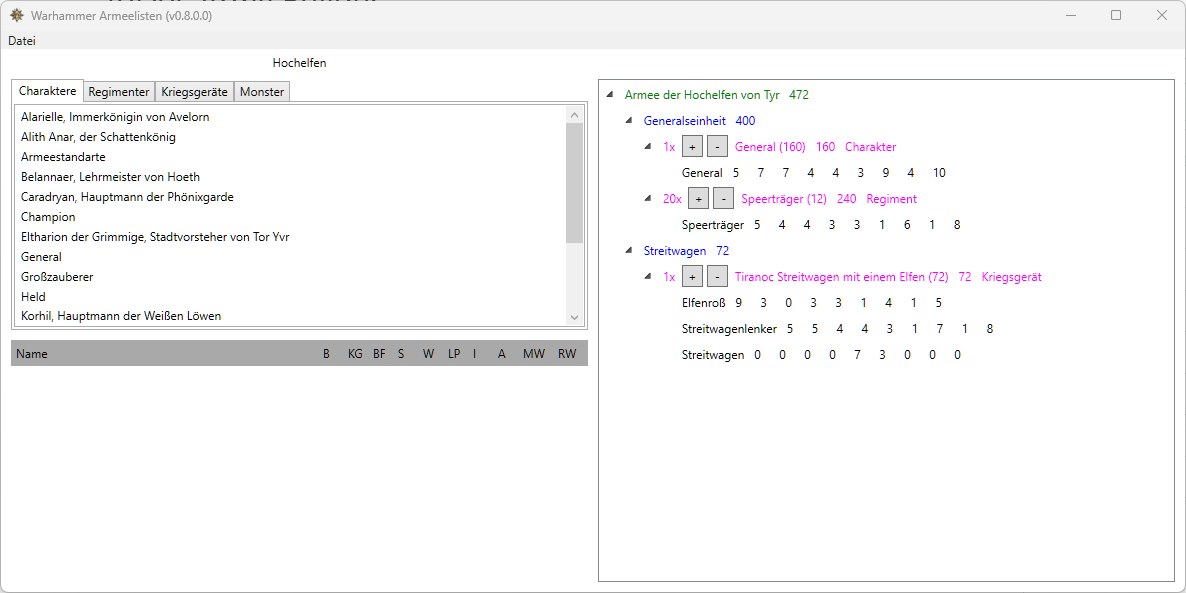 Warhammer Armeelisten (v0.8.0.0)
Datei
Hochelfen
Charaktere Regimenter Kriegsgeräte Monster
Alarielle, Immerkönigin von Avelorn
Alith Anar, der Schattenkönig
Armeestandarte
Belannaer, Lehrmeister von Hoeth
Caradryan, Hauptmann der Phönixgarde
Champion
Eltharion der Grimmige, Stadtvorsteher von Tor Yvr
General
Großzauberer
Held
Korhil, Hauptmann der Weißen Löwen
Name B KG BF S W LP I A MW RW
Armee der Hochelfen von Tyr 472
Generalseinheit 400
1x + - General (160) 160 Charakter
General 5 7 7 4 4 3 9 4 10
20x + - Speerträger (12) 240 Regiment
Speerträger 5 4 4 3 3 1 6 1 8
Streitwagen 72
1x + - Tiranoc Streitwagen mit einem Elfen (72) 72 Kriegsgerät
Elfenroß 9 3 0 3 3 1 4 1 5
Streitwagenlenker 5 5 4 4 3 1 7 1 8
Streitwagen 0 0 0 0 7 3 0 0 0